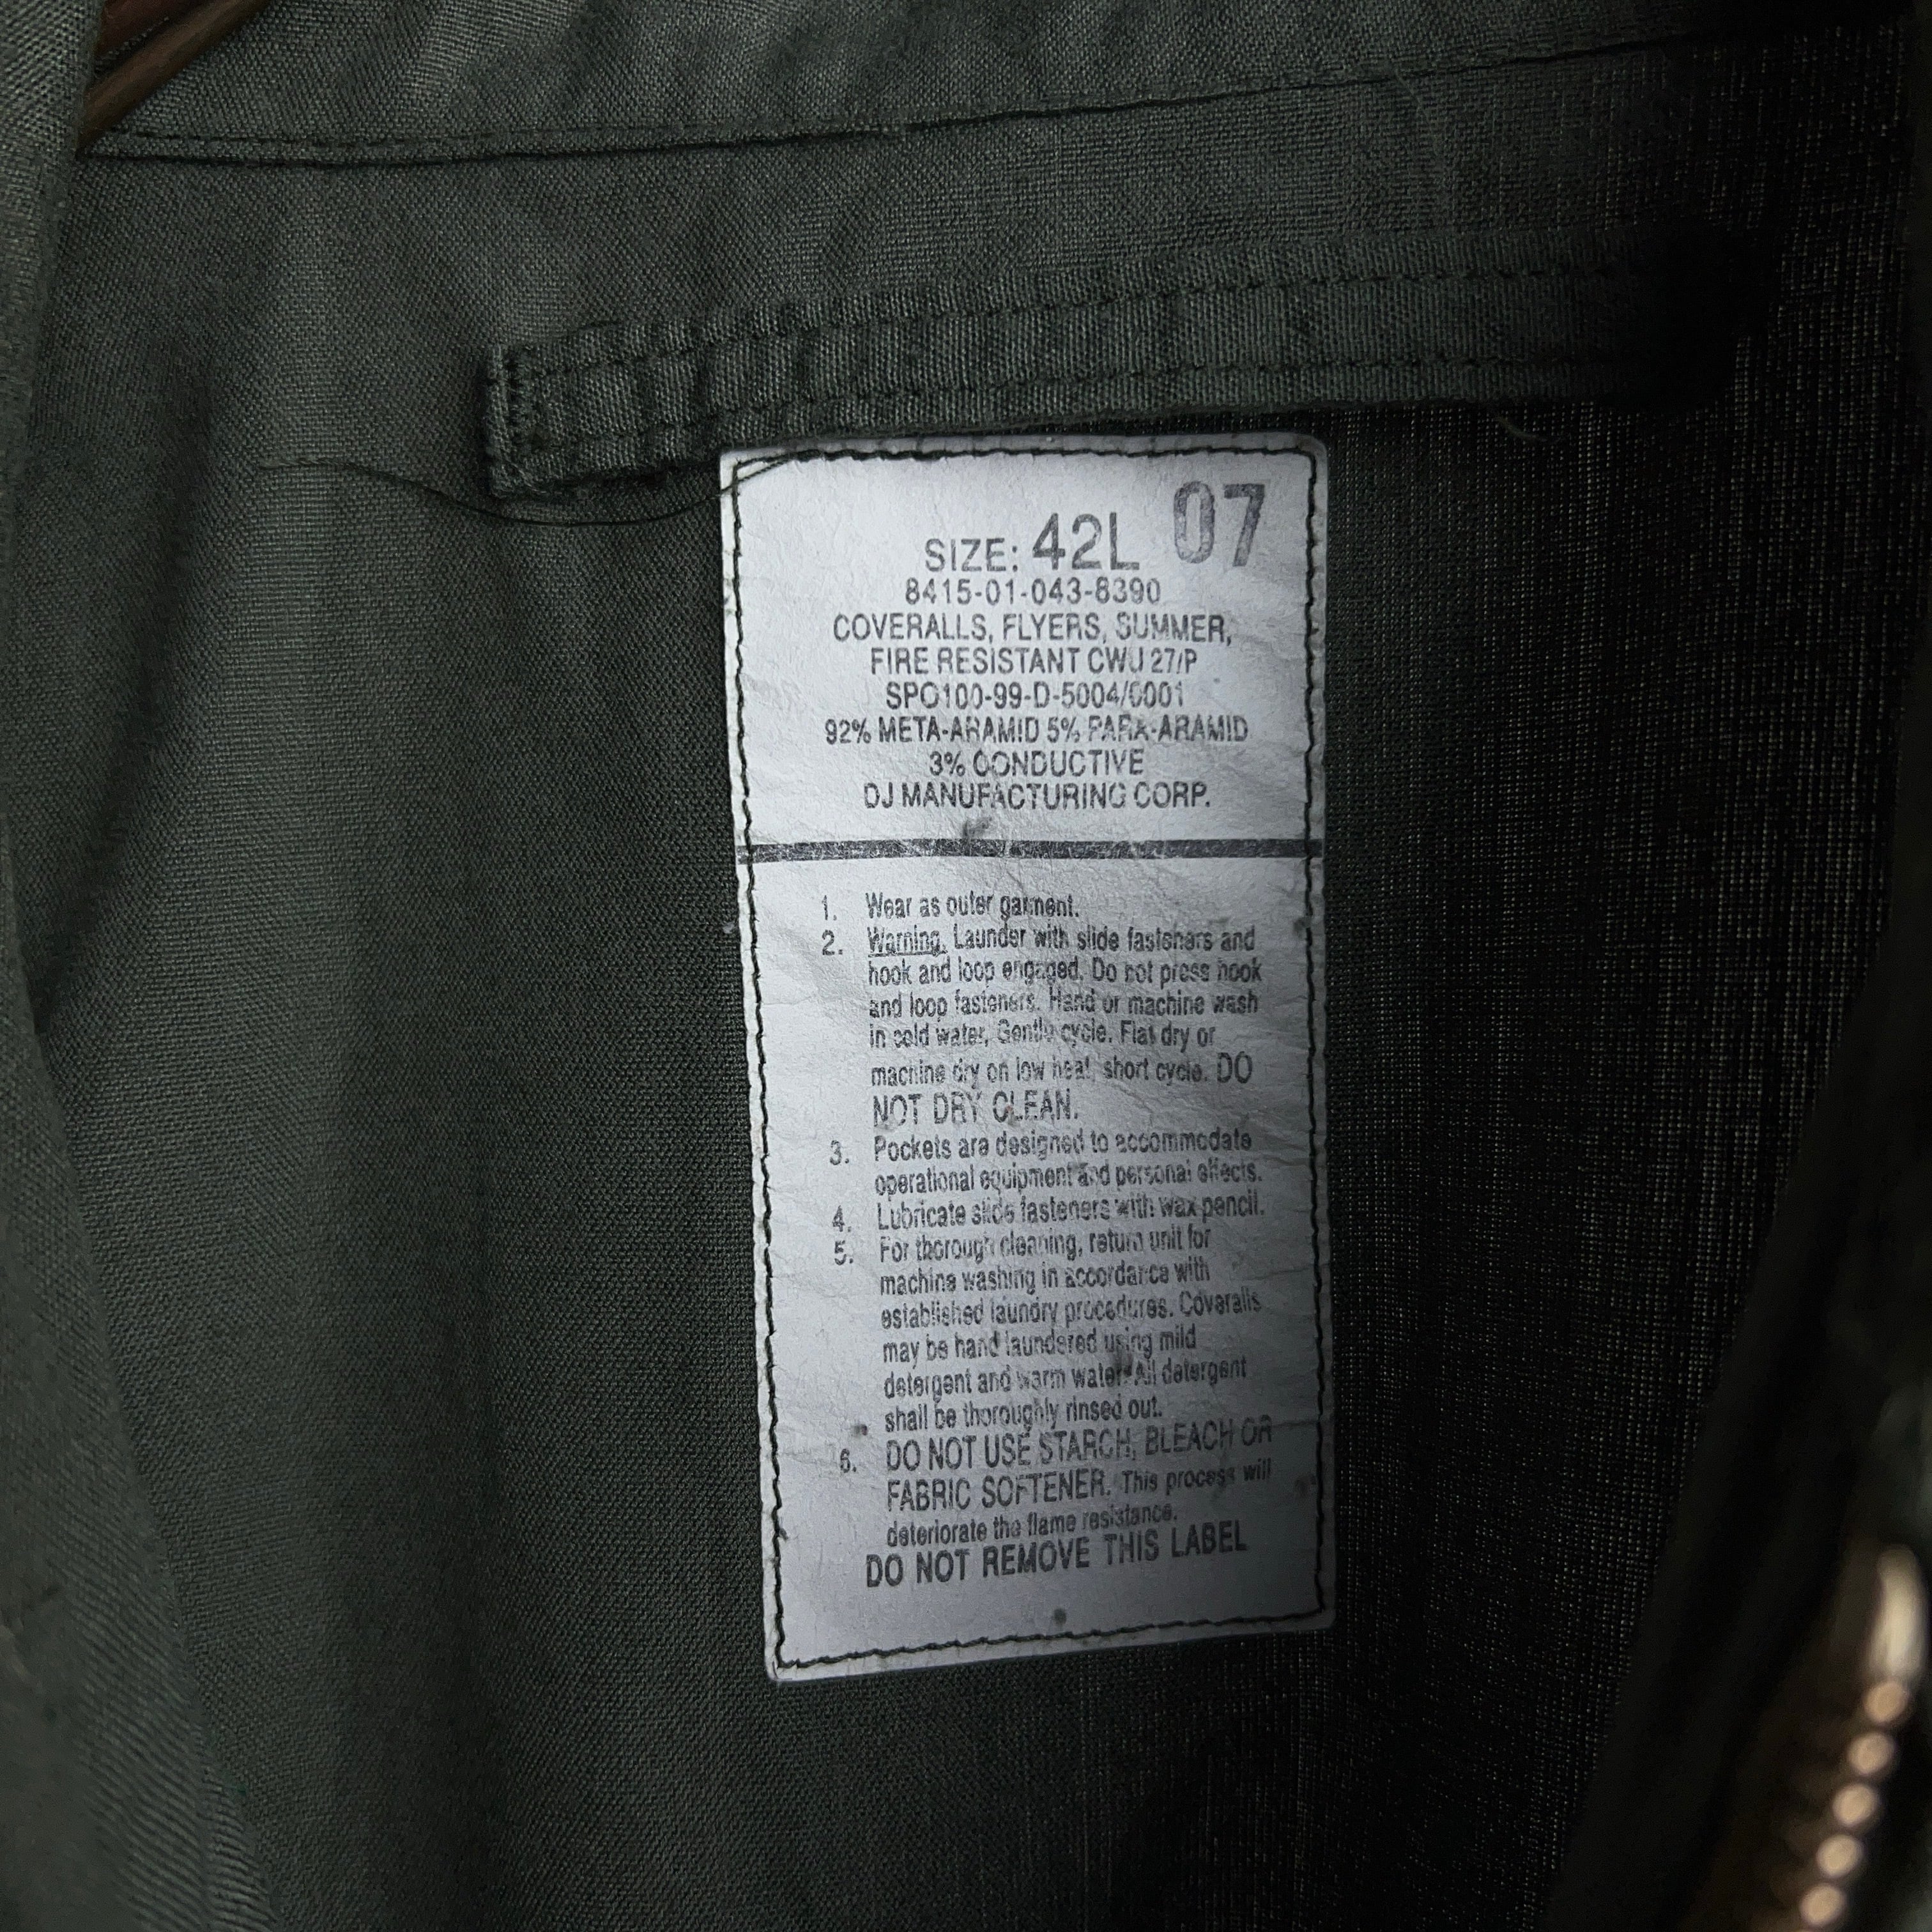 07
SIZE: 42L
8415-01-043-8390
COVERALLS, FLYERS, SUMMER,
FIRE RESISTANT CWU 27/P
SPO100-99-D-5004/0001
92% META-ARAMID 5% PARA-ARAMID
3% CONDUCTIVE
DJ MANUFACTURING CORP.
1. Wear as outer garment.
2. Warning. Launder with slide fasteners and
hook and loop engaged. Do not press hook
and loop fasteners. Hand or machine wash
in cold water, Gentle cycle. Flat dry or
machine dry on low heat, short cycle. DO
NOT DRY CLEAN.
3. Pockets are designed to accommodate
operational equipment and personal effects.
4. Lubricate slide fasteners with wax pencil.
5. For thorough cleaning, return unit for
machine washing in accordance with
established laundry procedures. Coveralls
may be hand laundered using mild
detergent and warm water. All detergent
shall be thoroughly rinsed out.
6. DO NOT USE STARCH, BLEACH OR
FABRIC SOFTENER. This process will
deteriorate the flame resistance.
DO NOT REMOVE THIS LABEL